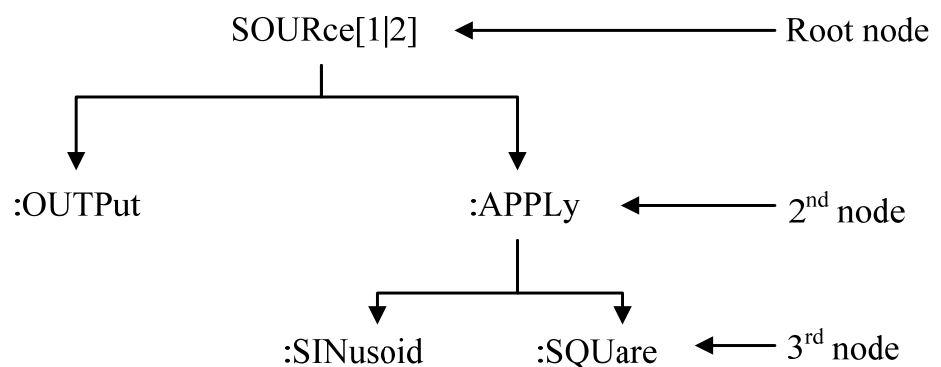 SOURce[1|2] Root node
:OUTPut :APPLy 2nd node
:SINusoid :SQUare 3rd node